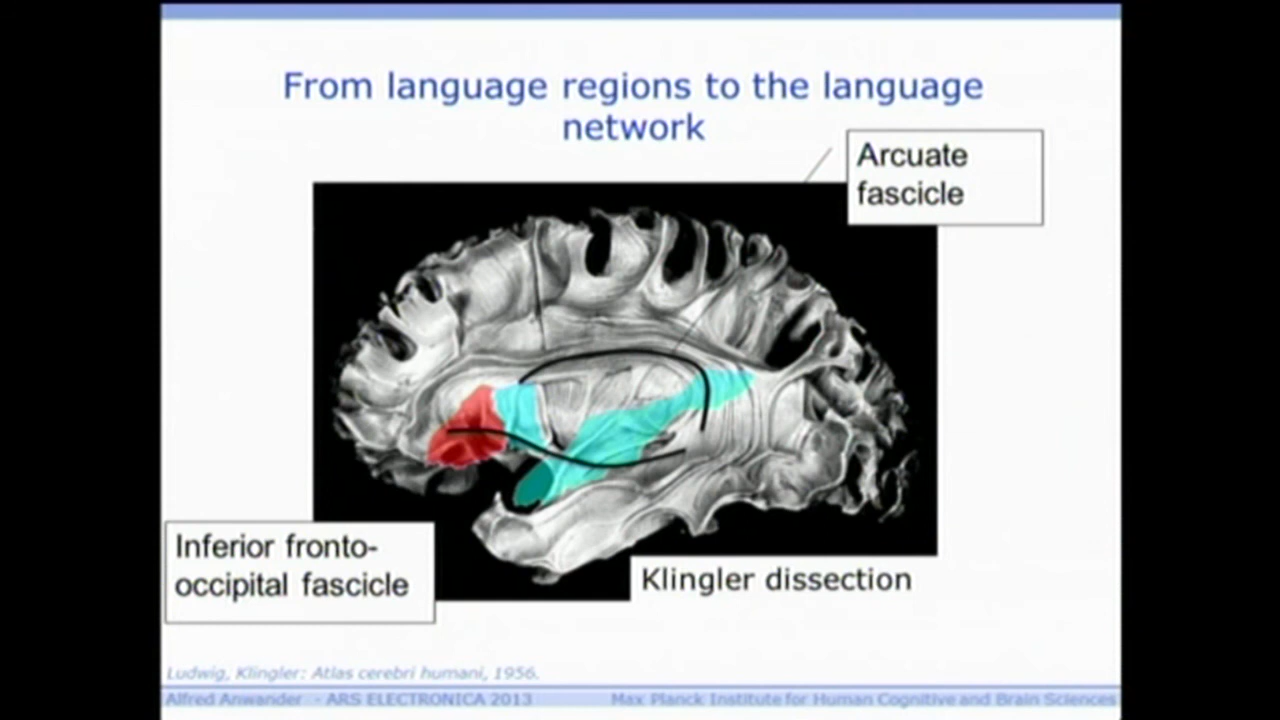 From language regions to the language
network
Arcuate
fascicle
Inferior fronto-
occipital fascicle
Klingler dissection
Ludwig, Klingler: Atlas cerebri humani, 1956.
Alfred Anwander - ARS ELECTRONICA 2013
Max Planck Institute for Human Cognitive and Brain Sciences